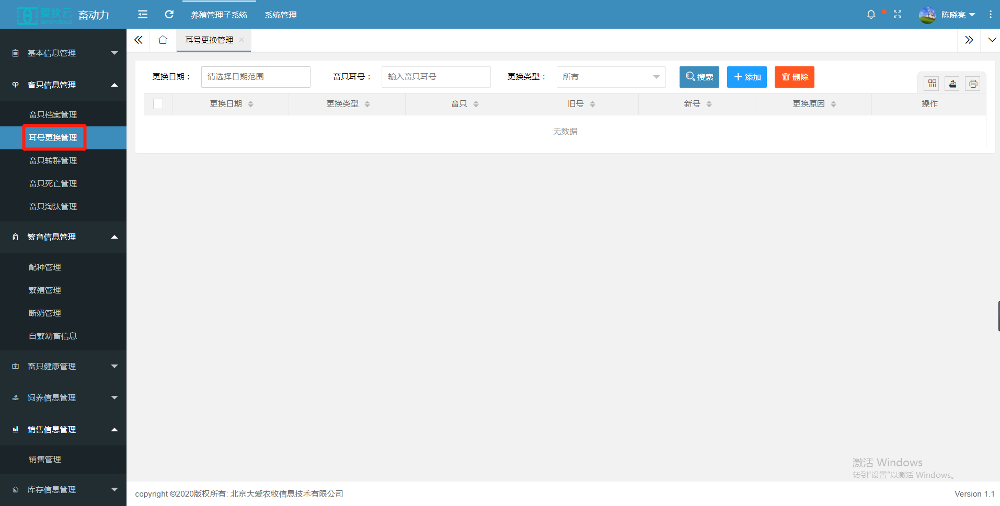 爱牧云 畜动力
amorcloud
养殖管理子系统 系统管理
陈晓亮
基本信息管理
畜只信息管理
畜只档案管理
耳号更换管理
畜只转群管理
畜只死亡管理
畜只淘汰管理
繁育信息管理
配种管理
繁殖管理
断奶管理
自繁幼畜信息
畜只健康管理
饲养信息管理
销售信息管理
销售管理
库存信息管理
耳号更换管理
更换日期： 请选择日期范围 畜只耳号： 输入畜只耳号 更换类型： 所有 搜索 添加 删除
更换日期 更换类型 畜只 旧号 新号 更换原因 操作
无数据
激活 Windows
转到"设置"以激活 Windows。
copyright ©2020版权所有: 北京大爱农牧信息技术有限公司 Version 1.1